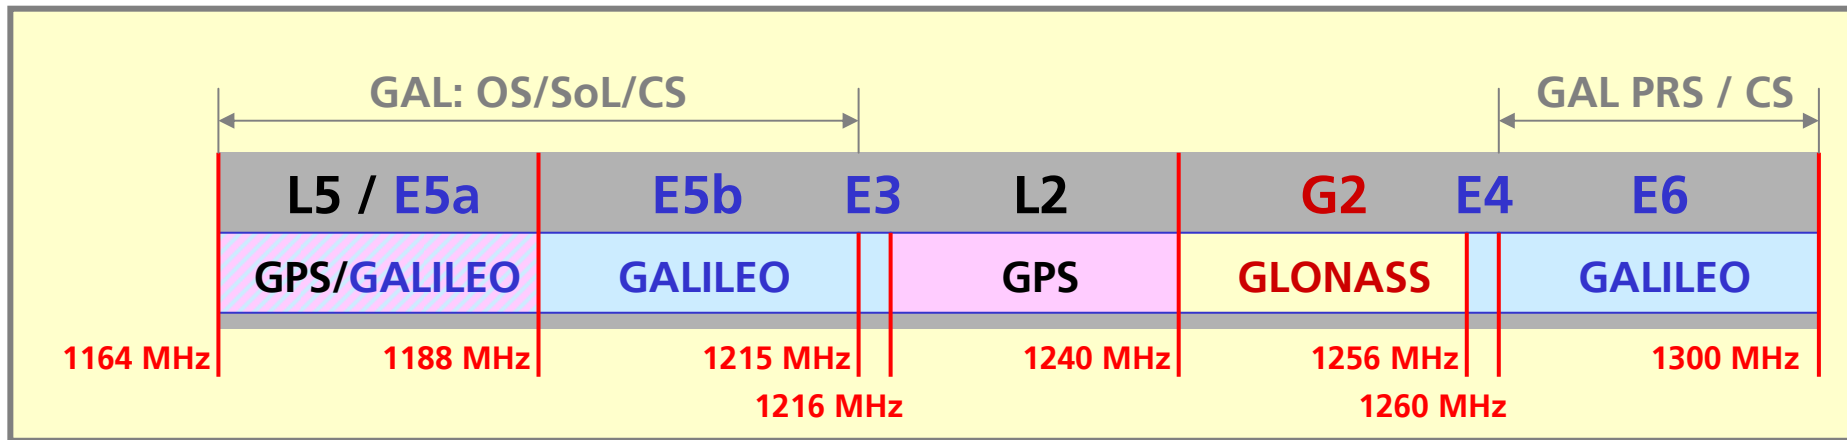 GAL: OS/SoL/CS GAL PRS / CS
L5 / E5a E5b E3 L2 G2 E4 E6
GPS/GALILEO GALILEO GPS GLONASS GALILEO
1164 MHz 1188 MHz 1215 MHz 1240 MHz 1256 MHz 1300 MHz
1216 MHz 1260 MHz